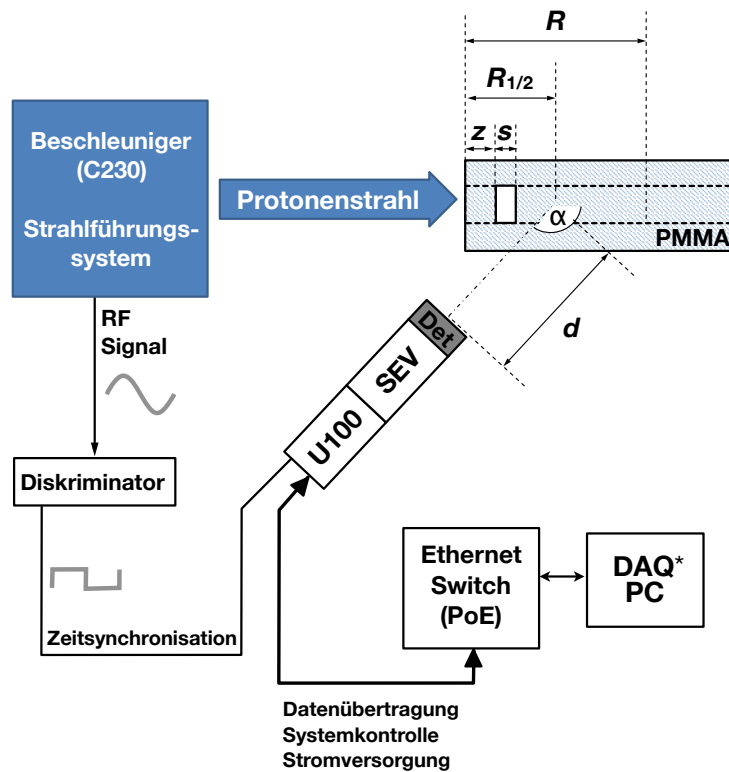 R
R1/2
z s
Beschleuniger
(C230)
Strahlführungs-
system
Protonenstrahl
α
PMMA
RF
Signal
d
Det
SEV
U100
Diskriminator
Ethernet
Switch
(PoE)
DAQ*
PC
Zeitsynchronisation
Datenübertragung
Systemkontrolle
Stromversorgung